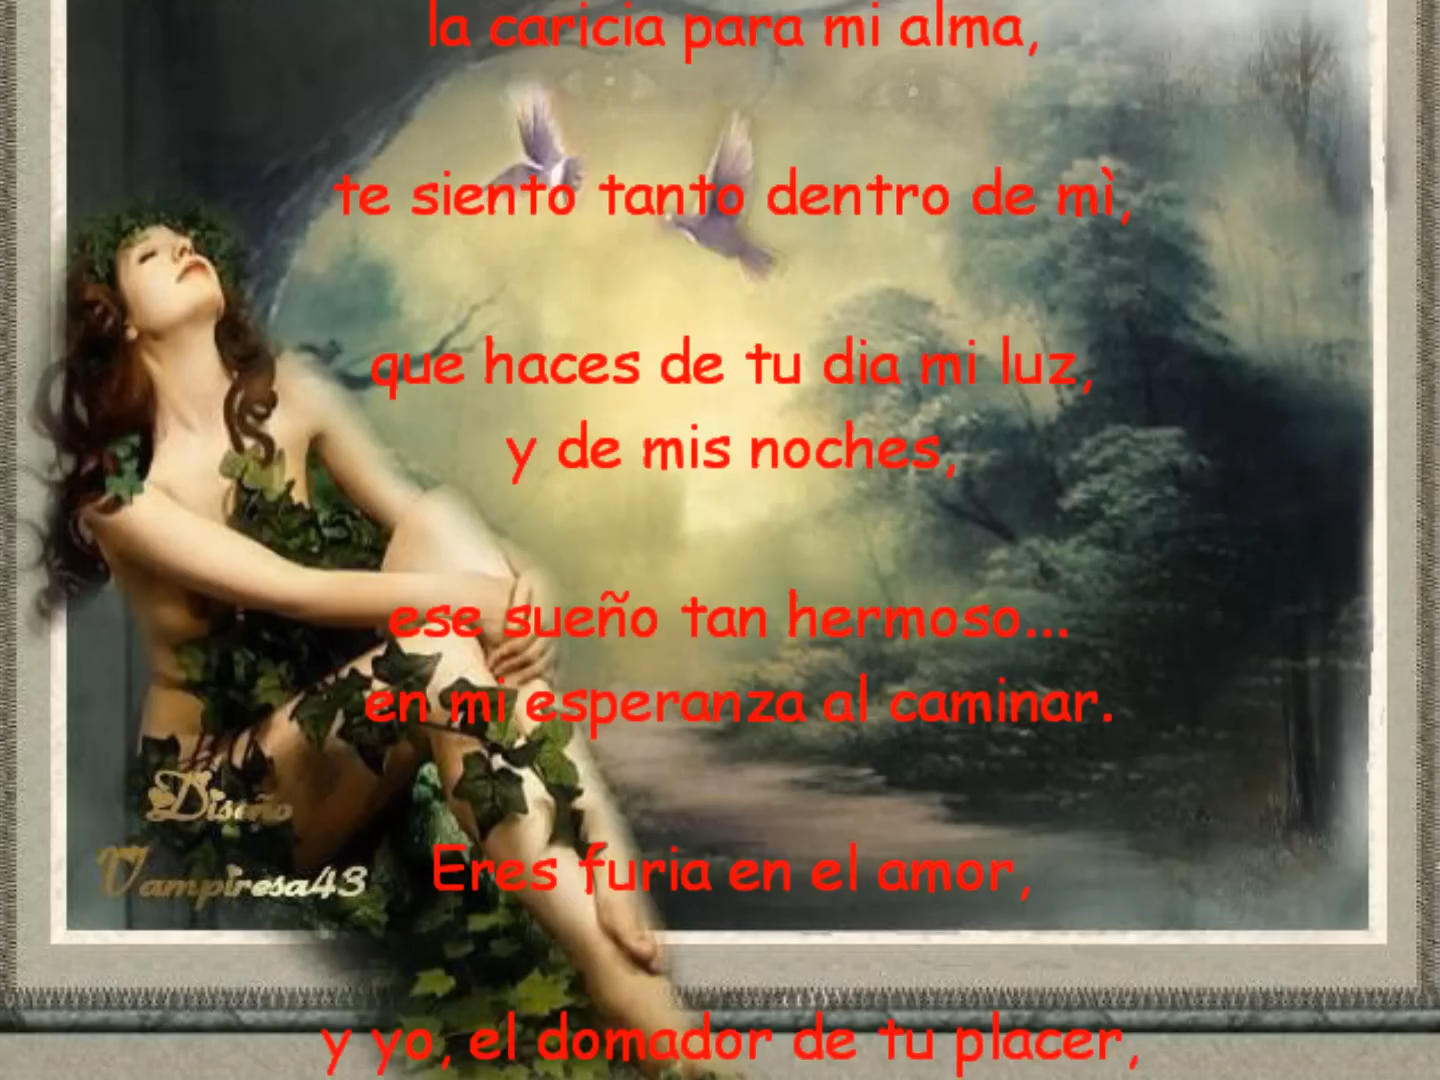 la caricia para mi alma,
te siento tanto dentro de mì,
que haces de tu dia mi luz,
y de mis noches,
ese sueño tan hermoso...
en mi esperanza al caminar.
Diseño
Vampiresa43
Eres furia en el amor,
y yo, el domador de tu placer,